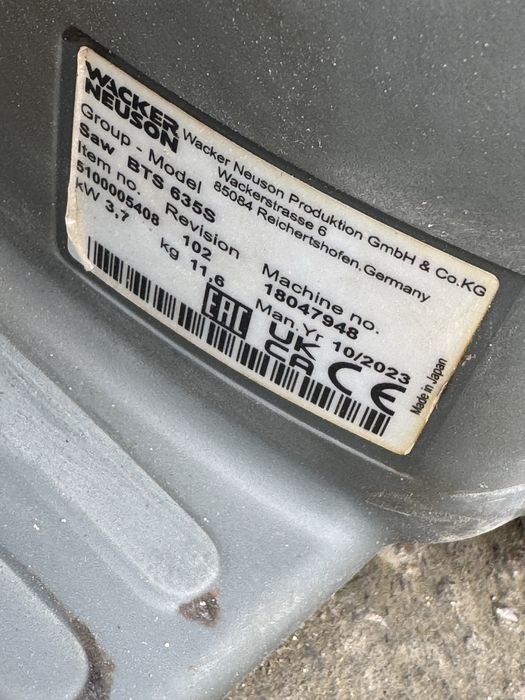 WACKER
NEUSON
Wacker Neuson Produktion GmbH & Co.KG
Wackerstrasse 6
85084 Reichertshofen,Germany
Group - Model
Saw BTS 635S
Item no. Revision Machine no.
5100005408 102 18047948
kW 3,7 kg 11,6 Man.Yr 10/2023
EAC UK CA CE
Made in Japan